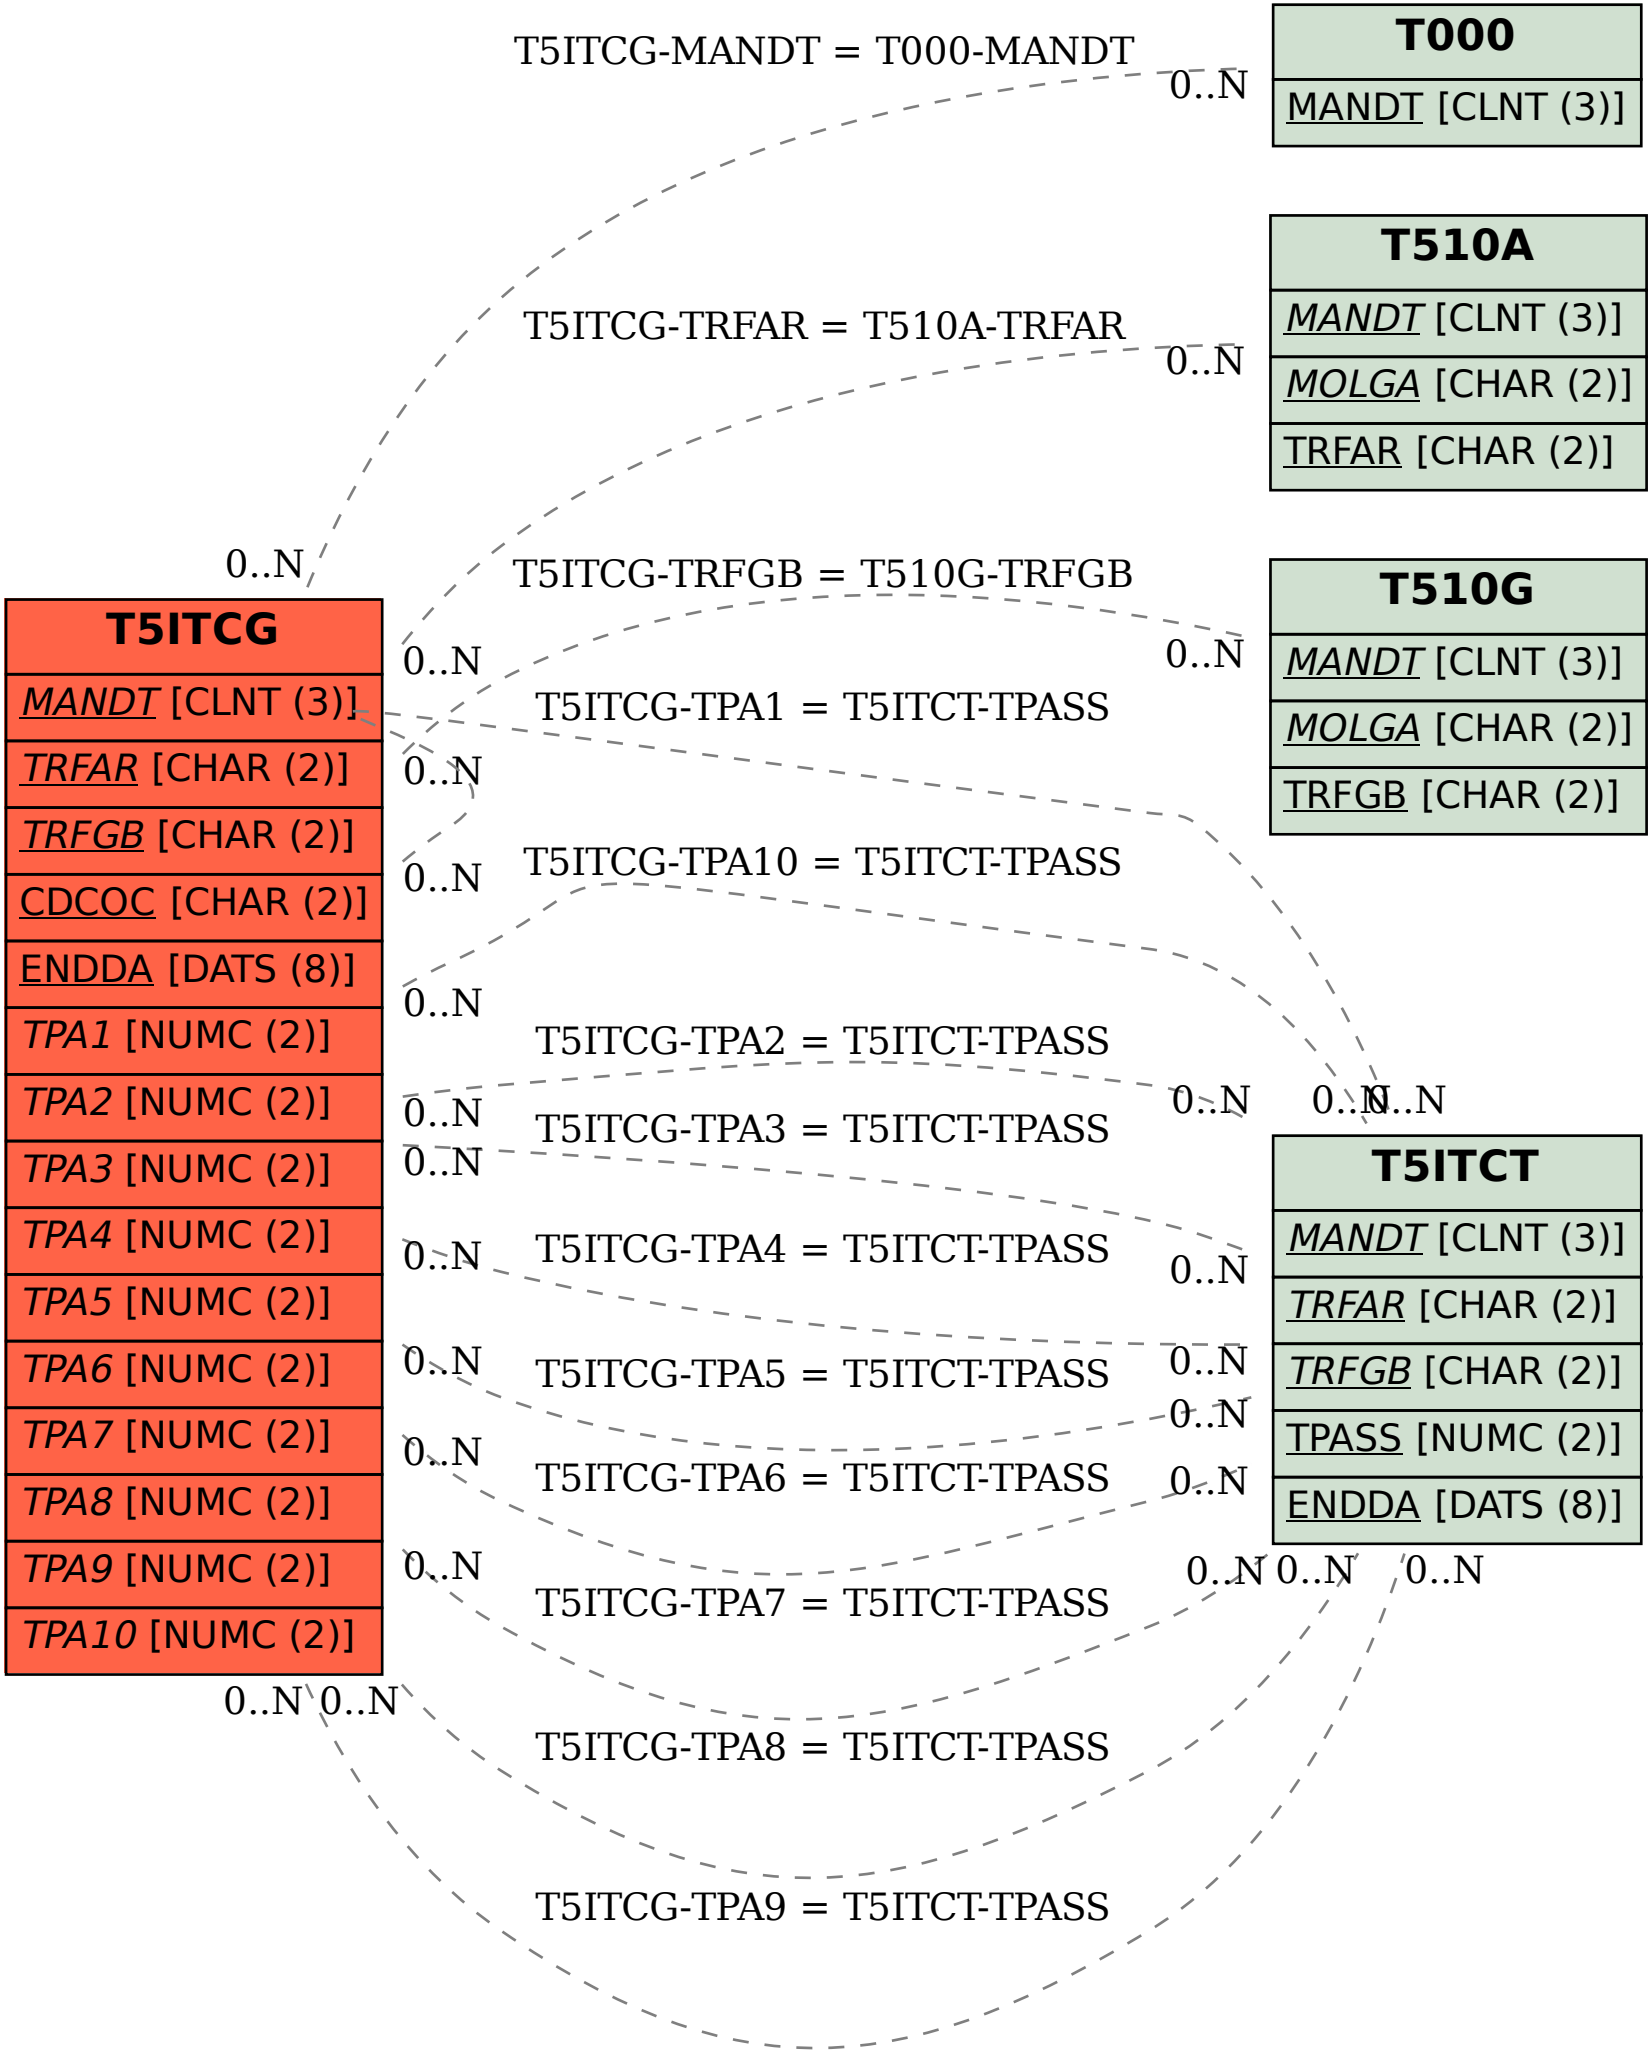 T5ITCG-MANDT = T000-MANDT
0..N
0..N
T000
MANDT [CLNT (3)]
T5ITCG-TRFAR = T510A-TRFAR
0..N
0..N
T510A
MANDT [CLNT (3)]
MOLGA [CHAR (2)]
TRFAR [CHAR (2)]
T5ITCG-TRFGB = T510G-TRFGB
0..N
0..N
T510G
MANDT [CLNT (3)]
MOLGA [CHAR (2)]
TRFGB [CHAR (2)]
T5ITCG
MANDT [CLNT (3)]
TRFAR [CHAR (2)]
TRFGB [CHAR (2)]
CDCOC [CHAR (2)]
ENDDA [DATS (8)]
TPA1 [NUMC (2)]
TPA2 [NUMC (2)]
TPA3 [NUMC (2)]
TPA4 [NUMC (2)]
TPA5 [NUMC (2)]
TPA6 [NUMC (2)]
TPA7 [NUMC (2)]
TPA8 [NUMC (2)]
TPA9 [NUMC (2)]
TPA10 [NUMC (2)]
T5ITCG-TPA1 = T5ITCT-TPASS
0..N
0..N
T5ITCG-TPA10 = T5ITCT-TPASS
0..N
0..N
T5ITCG-TPA2 = T5ITCT-TPASS
0..N
0..N
T5ITCG-TPA3 = T5ITCT-TPASS
0..N
0..N
T5ITCG-TPA4 = T5ITCT-TPASS
0..N
0..N
T5ITCG-TPA5 = T5ITCT-TPASS
0..N
0..N
T5ITCG-TPA6 = T5ITCT-TPASS
0..N
0..N
T5ITCG-TPA7 = T5ITCT-TPASS
0..N
0..N
T5ITCG-TPA8 = T5ITCT-TPASS
0..N
0..N
T5ITCG-TPA9 = T5ITCT-TPASS
0..N
0..N
T5ITCT
MANDT [CLNT (3)]
TRFAR [CHAR (2)]
TRFGB [CHAR (2)]
TPASS [NUMC (2)]
ENDDA [DATS (8)]